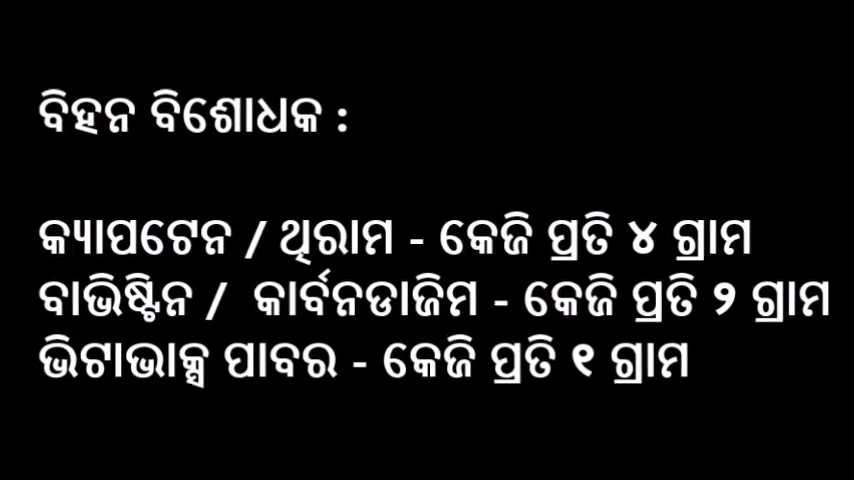 ବିହନ ବିଶୋଧକ :
କ୍ୟାପଟେନ / ଥିରାମ - କେଜି ପ୍ରତି ୪ ଗ୍ରାମ
ବାଭିଷ୍ଟିନ / କାର୍ବନଡାଜିମ - କେଜି ପ୍ରତି ୨ ଗ୍ରାମ
ଭିଟାଭାକ୍ସ ପାବର - କେଜି ପ୍ରତି ୧ ଗ୍ରାମ